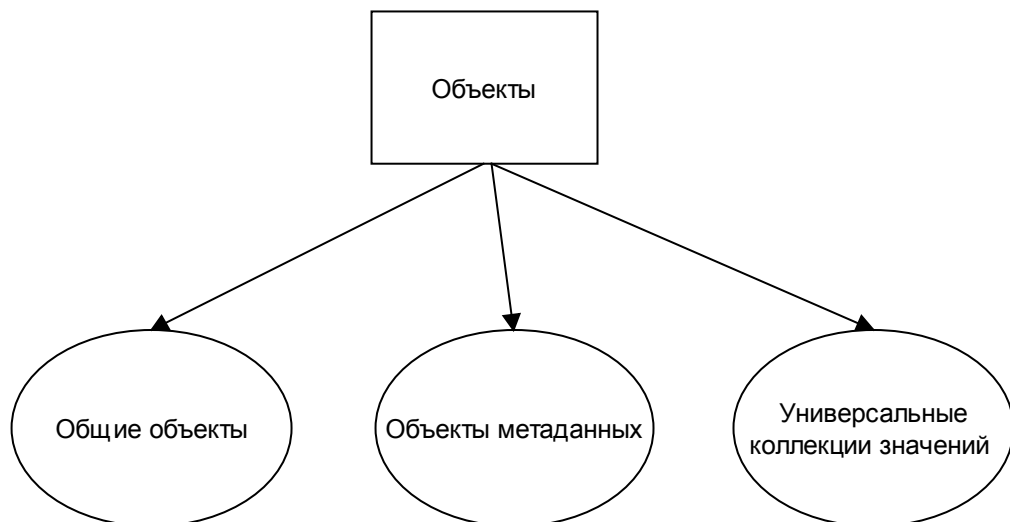 Объекты
Общие объекты
Объекты метаданных
Универсальные
коллекции значений